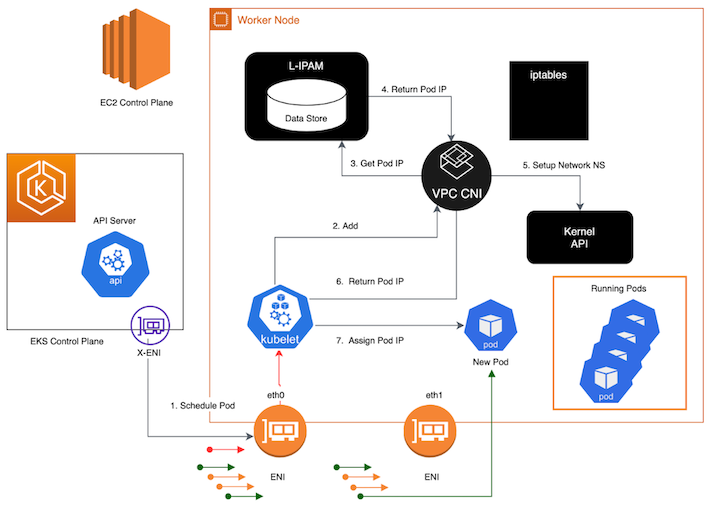 Worker Node
L-IPAM
Data Store
iptables
EC2 Control Plane
4. Return Pod IP
3. Get Pod IP
5. Setup Network NS
VPC CNI
K
API Server
api
2. Add
Kernel
API
6. Return Pod IP
Running Pods
kubelet
pod
7. Assign Pod IP
EKS Control Plane
X-ENI
New Pod
pod
eth0
eth1
1. Schedule Pod
ENI
ENI